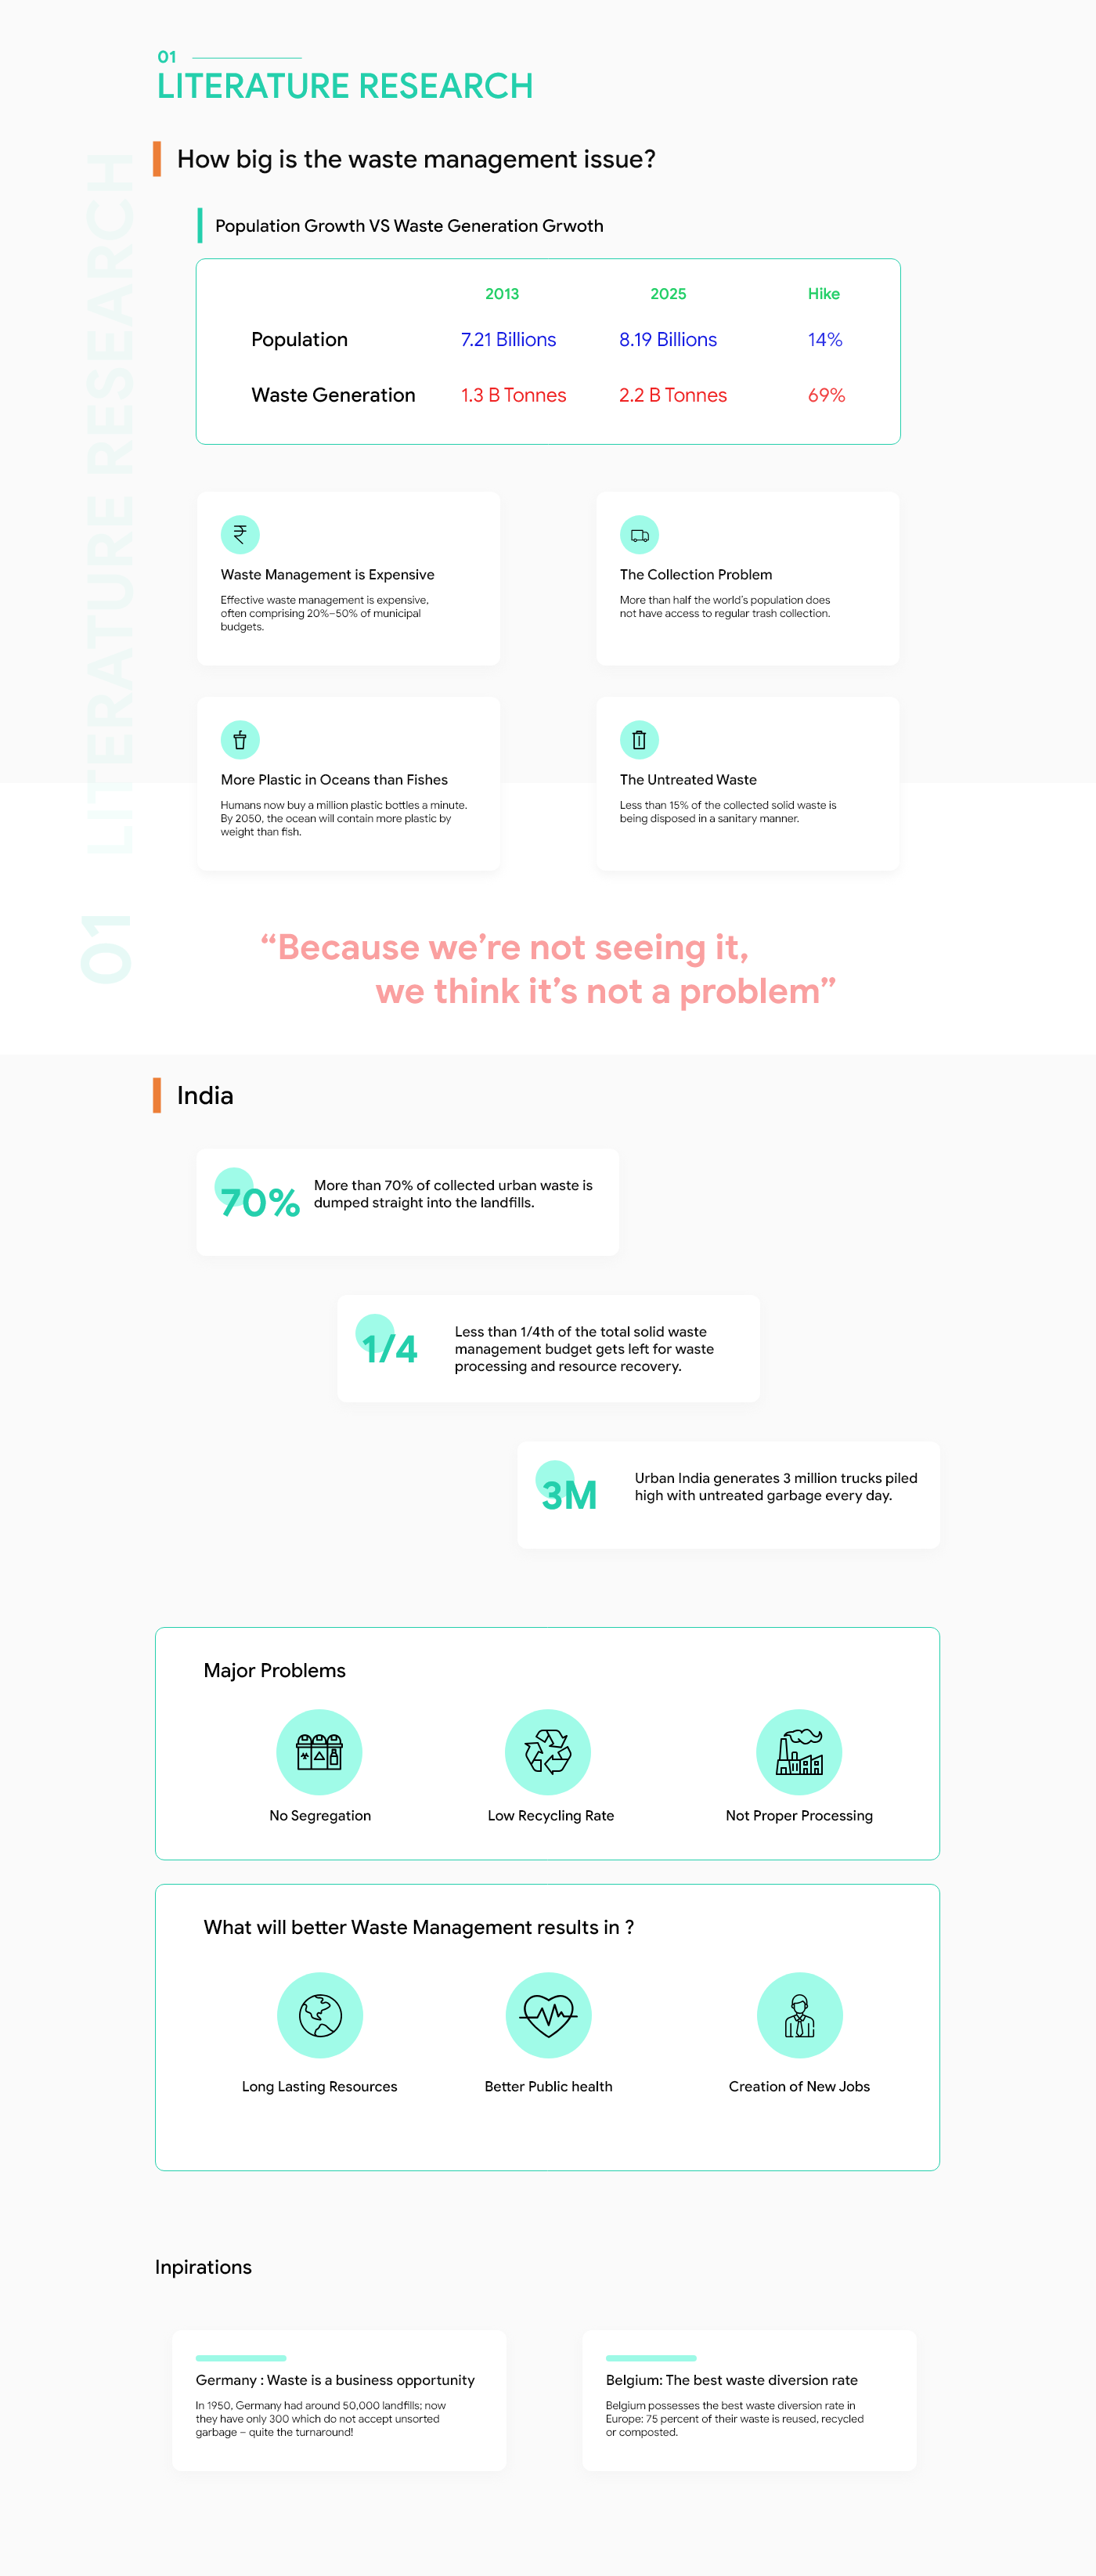 01
LITERATURE RESEARCH
How big is the waste management issue?
Population Growth VS Waste Generation Grwoth
2013 2025 Hike
Population 7.21 Billions 8.19 Billions 14%
Waste Generation 1.3 B Tonnes 2.2 B Tonnes 69%
01 LITERATURE RESEARCH
Waste Management is Expensive
Effective waste management is expensive,
often comprising 20%–50% of municipal
budgets.
The Collection Problem
More than half the world's population does
not have access to regular trash collection.
More Plastic in Oceans than Fishes
Humans now buy a million plastic bottles a minute.
By 2050, the ocean will contain more plastic by
weight than fish.
The Untreated Waste
Less than 15% of the collected solid waste is
being disposed in a sanitary manner.
“Because we’re not seeing it,
we think it’s not a problem”
India
70%
More than 70% of collected urban waste is
dumped straight into the landfills.
1/4
Less than 1/4th of the total solid waste
management budget gets left for waste
processing and resource recovery.
3M
Urban India generates 3 million trucks piled
high with untreated garbage every day.
Major Problems
No Segregation
Low Recycling Rate
Not Proper Processing
What will better Waste Management results in ?
Long Lasting Resources
Better Public health
Creation of New Jobs
Inpirations
Germany : Waste is a business opportunity
In 1950, Germany had around 50,000 landfills; now
they have only 300 which do not accept unsorted
garbage – quite the turnaround!
Belgium: The best waste diversion rate
Belgium possesses the best waste diversion rate in
Europe: 75 percent of their waste is reused, recycled
or composted.